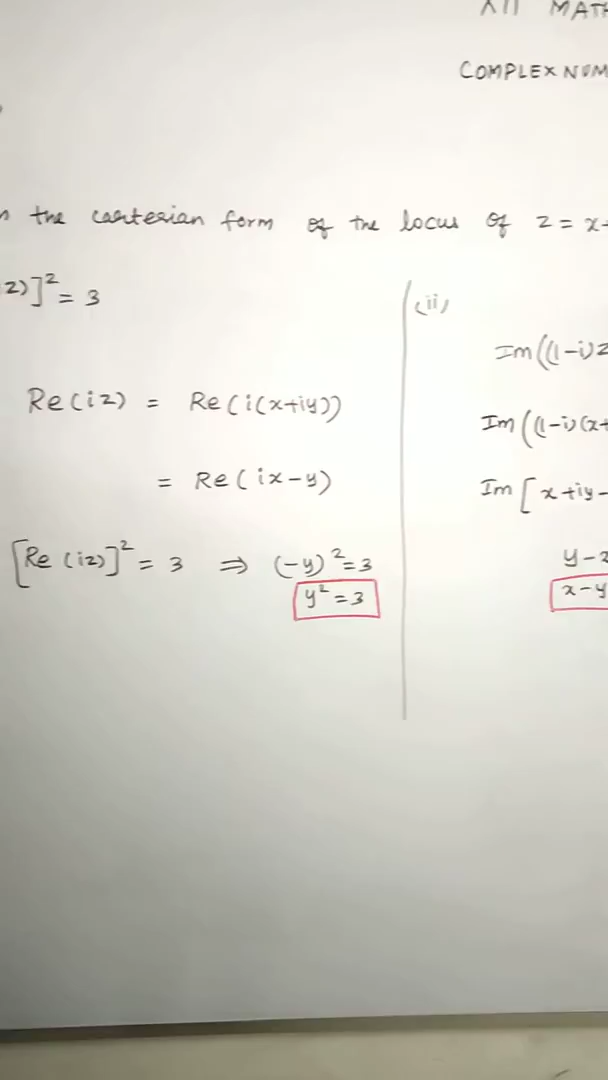 XII MATH
COMPLEX NUM
the carterian form of the locus of z = x+
z)]² = 3
(ii)
Im((1-i)z
Re(iz) = Re(i(x+iy))
Im((1-i)(x+
= Re(ix-y)
Im[x+iy-
[Re(iz)]² = 3 ⇒ (-y)² = 3
y² = 3
y-
x-y